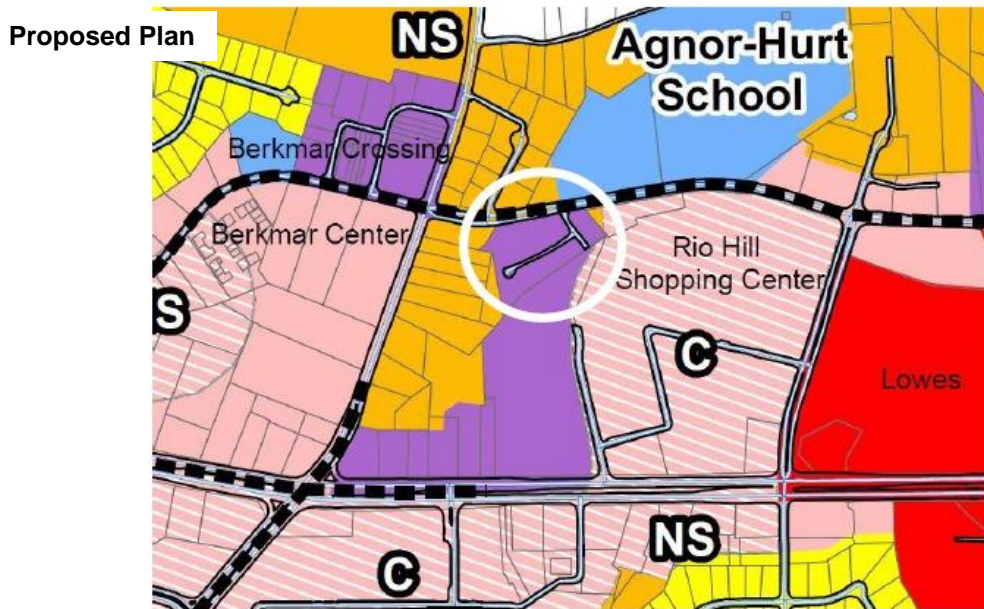 Proposed Plan
NS
Agnor-Hurt
School
Berkmar Crossing
Berkmar Center
Rio Hill
Shopping Center
S
C
Lowes
NS
C